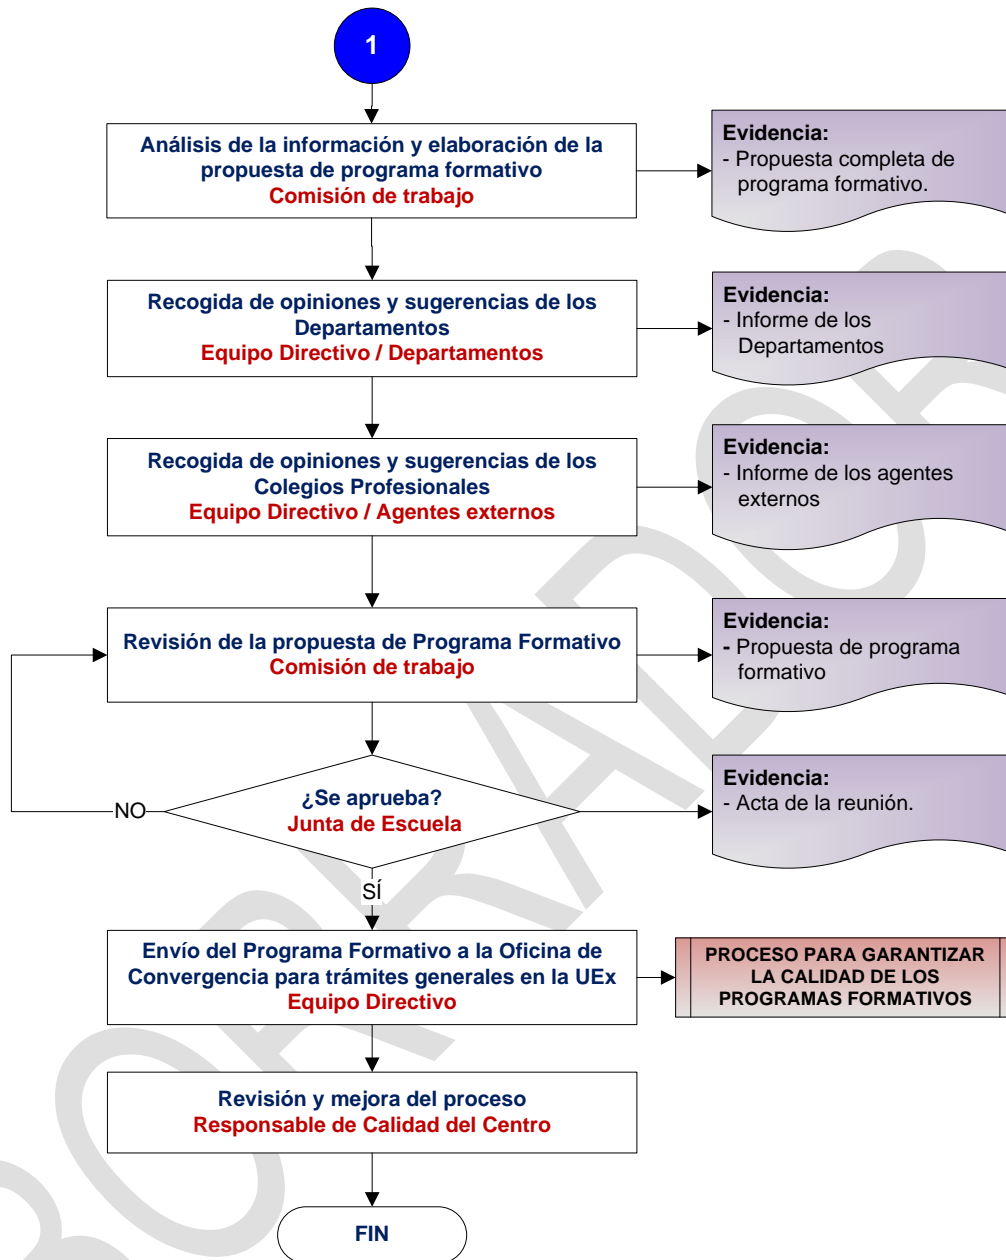 1
Análisis de la información y elaboración de la
propuesta de programa formativo
Comisión de trabajo
Evidencia:
- Propuesta completa de
programa formativo.
Recogida de opiniones y sugerencias de los
Departamentos
Equipo Directivo / Departamentos
Evidencia:
- Informe de los
Departamentos
Recogida de opiniones y sugerencias de los
Colegios Profesionales
Equipo Directivo / Agentes externos
Evidencia:
- Informe de los agentes
externos
Revisión de la propuesta de Programa Formativo
Comisión de trabajo
Evidencia:
- Propuesta de programa
formativo
¿Se aprueba?
Junta de Escuela
NO
SÍ
Evidencia:
- Acta de la reunión.
Envío del Programa Formativo a la Oficina de
Convergencia para trámites generales en la UEx
Equipo Directivo
PROCESO PARA GARANTIZAR
LA CALIDAD DE LOS
PROGRAMAS FORMATIVOS
Revisión y mejora del proceso
Responsable de Calidad del Centro
FIN
BORRADOR